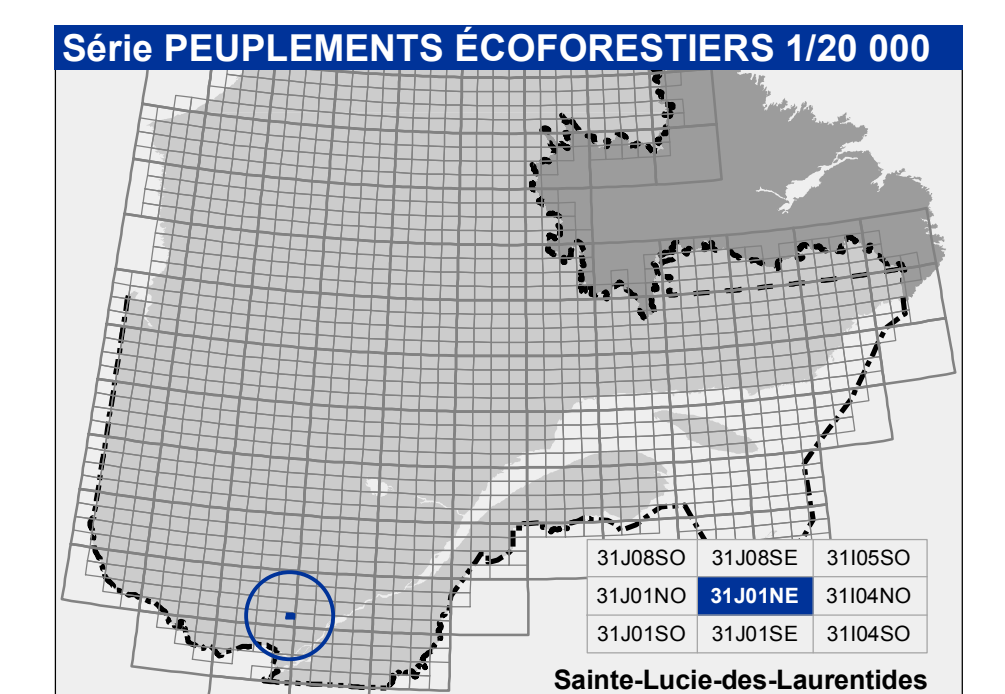 Série PEUPLEMENTS ÉCOFORESTIERS 1/20 000
31J08SO 31J08SE 31I05SO
31J01NO 31J01NE 31I04NO
31J01SO 31J01SE 31I04SO
Sainte-Lucie-des-Laurentides